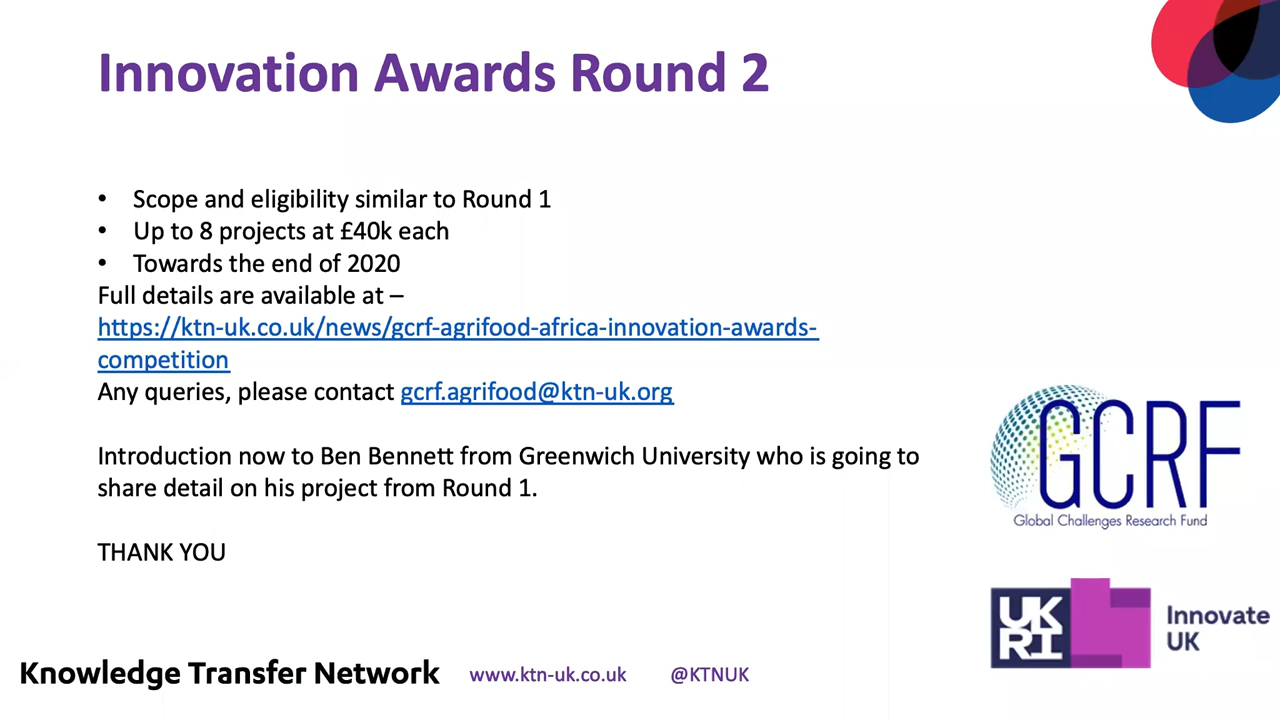 Innovation Awards Round 2
• Scope and eligibility similar to Round 1
• Up to 8 projects at £40k each
• Towards the end of 2020
Full details are available at –
https://ktn-uk.co.uk/news/gcrf-agrifood-africa-innovation-awards-
competition
Any queries, please contact gcrf.agrifood@ktn-uk.org
Introduction now to Ben Bennett from Greenwich University who is going to
share detail on his project from Round 1.
THANK YOU
GCRF
Global Challenges Research Fund
UK
RI
Innovate
UK
Knowledge Transfer Network
www.ktn-uk.co.uk
@KTNUK